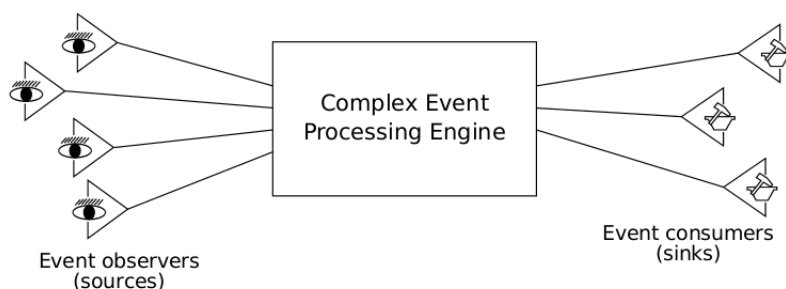 Complex Event
Processing Engine
Event observers
(sources)
Event consumers
(sinks)